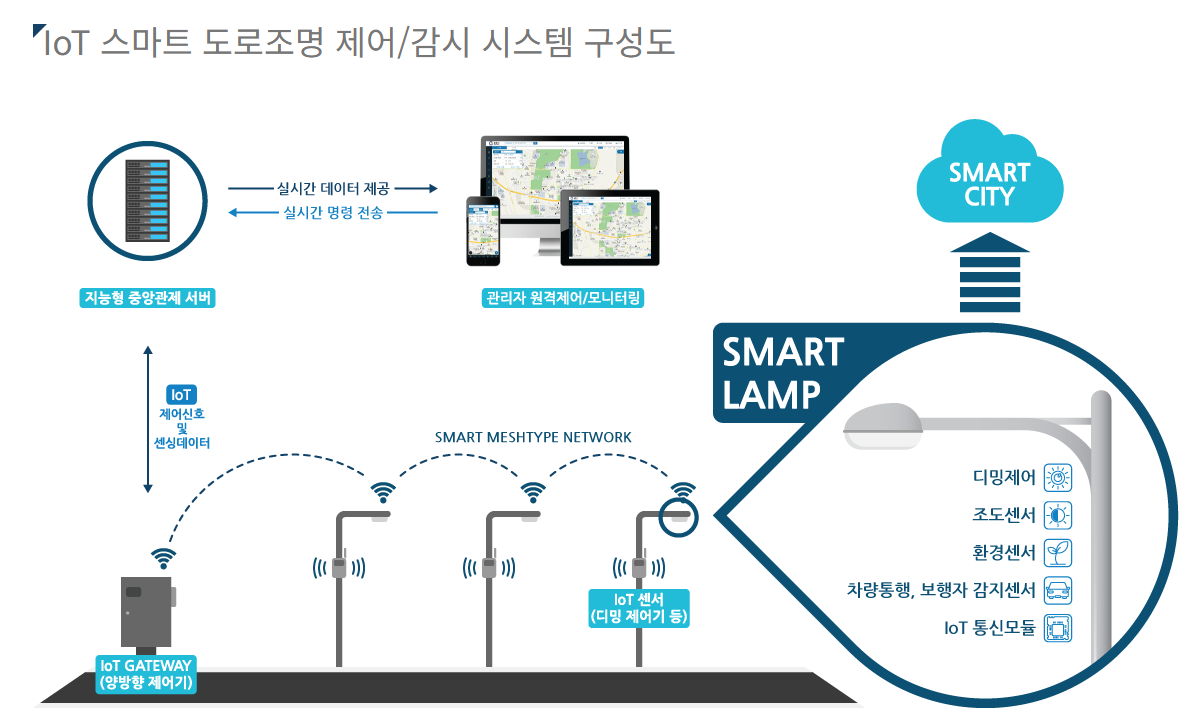 IoT 스마트 도로조명 제어/감시 시스템 구성도
실시간 데이터 제공
실시간 명령 전송
지능형 중앙관제 서버
관리자 원격제어/모니터링
SMART
CITY
IoT
제어신호
및
센싱데이터
SMART MESHTYPE NETWORK
IoT GATEWAY
(양방향 제어기)
IoT 센서
(디밍 제어기 등)
SMART
LAMP
디밍제어
조도센서
환경센서
차량통행, 보행자 감지센서
IoT 통신모듈